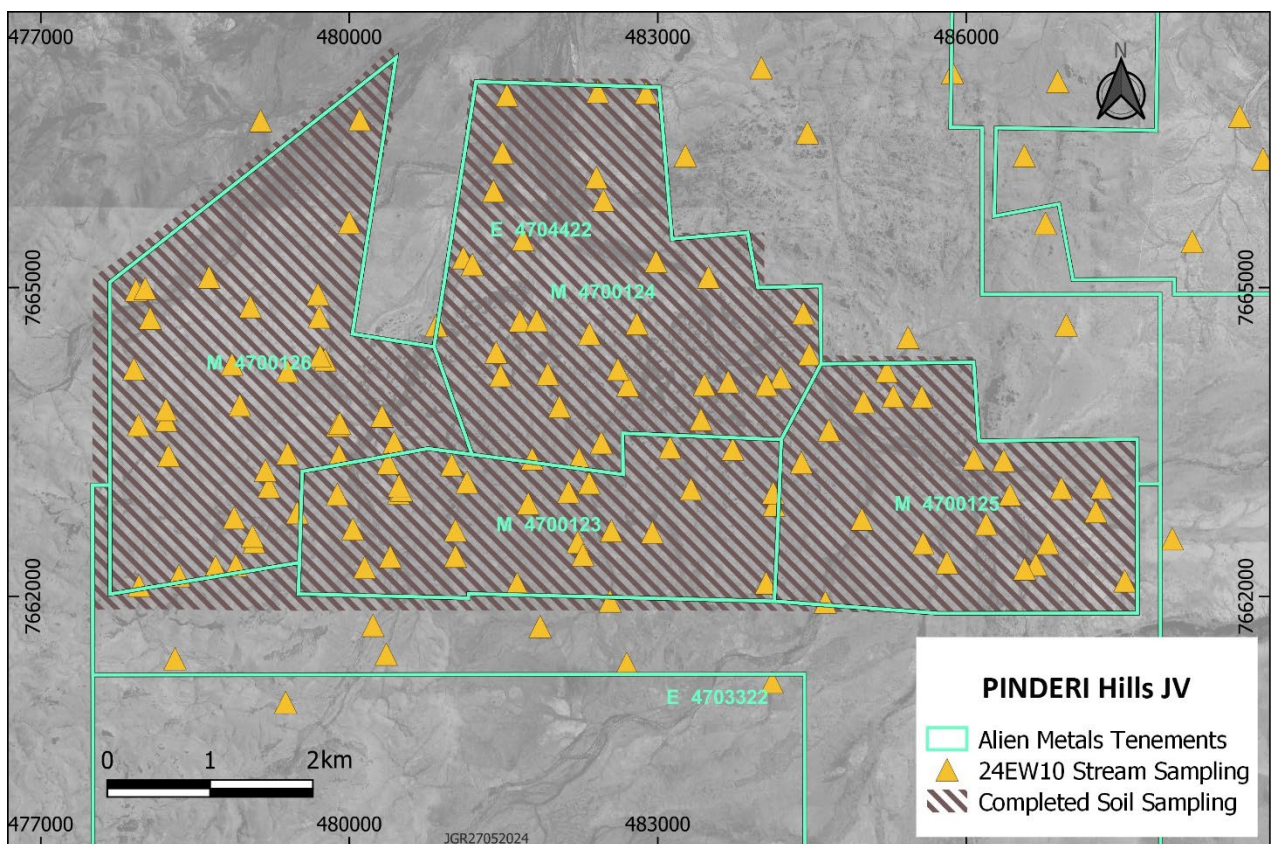 477000 480000 483000 486000
N
7665000 7665000
E 4704422
M 4700124
M 4700126
M 4700123
M 4700125
7662000 7662000
E 4703322
PINDERI Hills JV
Alien Metals Tenements
24EW10 Stream Sampling
Completed Soil Sampling
0 1 2km
477000 480000 483000
JGR27052024